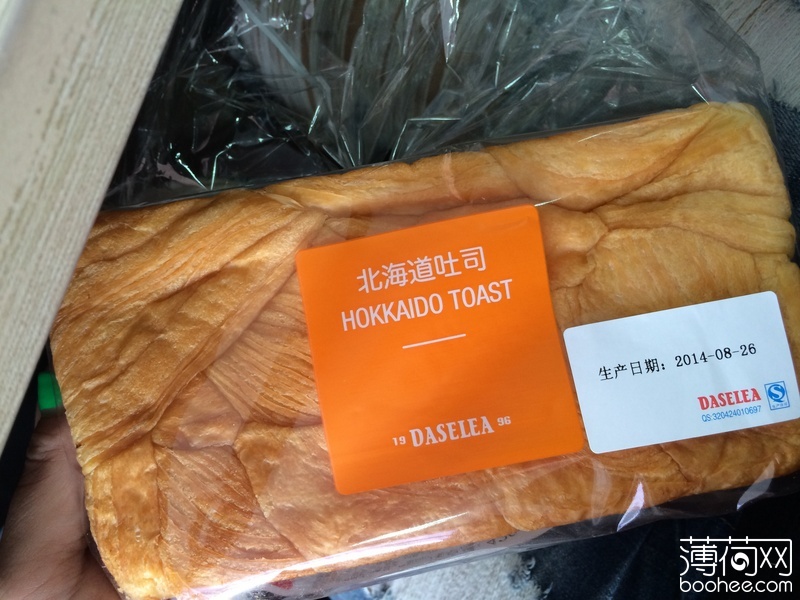 北海道吐司
HOKKAIDO TOAST
19 DASELEA 96
生产日期：2014-08-26
DASELEA
QS:320424010697
薄荷网
boohee.com